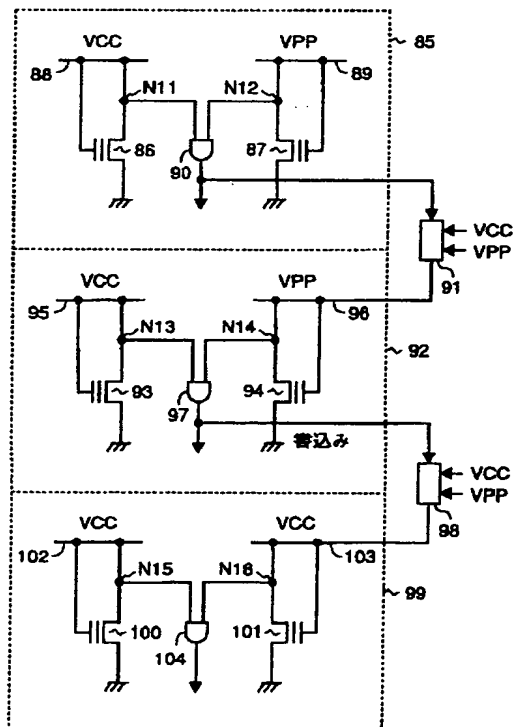 VCC VPP 85
88 89
N11 N12
86 87
90
VCC
VPP
91
VCC VPP
95 96
N13 N14 92
93 94
97
書込み
VCC
VPP
98
VCC VCC
102 103
N15 N16 99
100 101
104